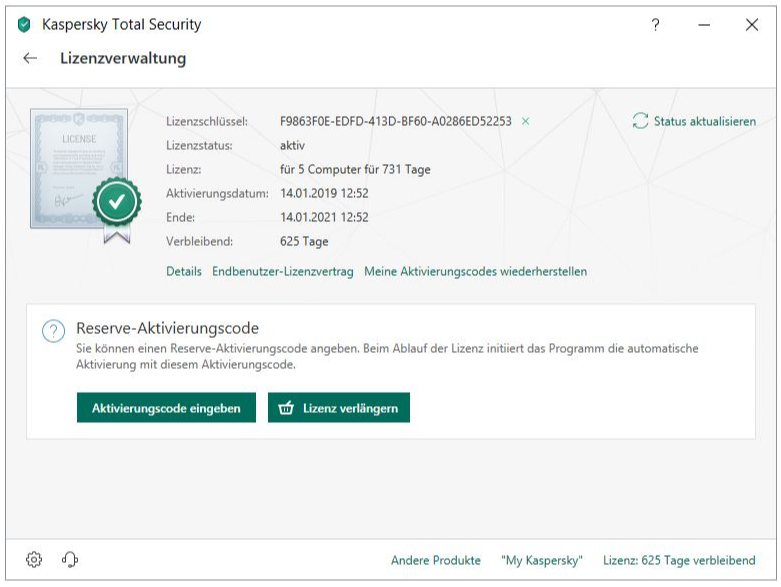 Kaspersky Total Security
?
Lizenzverwaltung
LICENSE
Lizenzschlüssel: F9863F0E-EDFD-413D-BF60-A0286ED52253
Status aktualisieren
Lizenzstatus: aktiv
Lizenz: für 5 Computer für 731 Tage
Aktivierungsdatum: 14.01.2019 12:52
Ende: 14.01.2021 12:52
Verbleibend: 625 Tage
Details Endbenutzer-Lizenzvertrag Meine Aktivierungscodes wiederherstellen
? Reserve-Aktivierungscode
Sie können einen Reserve-Aktivierungscode angeben. Beim Ablauf der Lizenz initiiert das Programm die automatische
Aktivierung mit diesem Aktivierungscode.
Aktivierungscode eingeben Lizenz verlängern
Andere Produkte "My Kaspersky" Lizenz: 625 Tage verbleibend